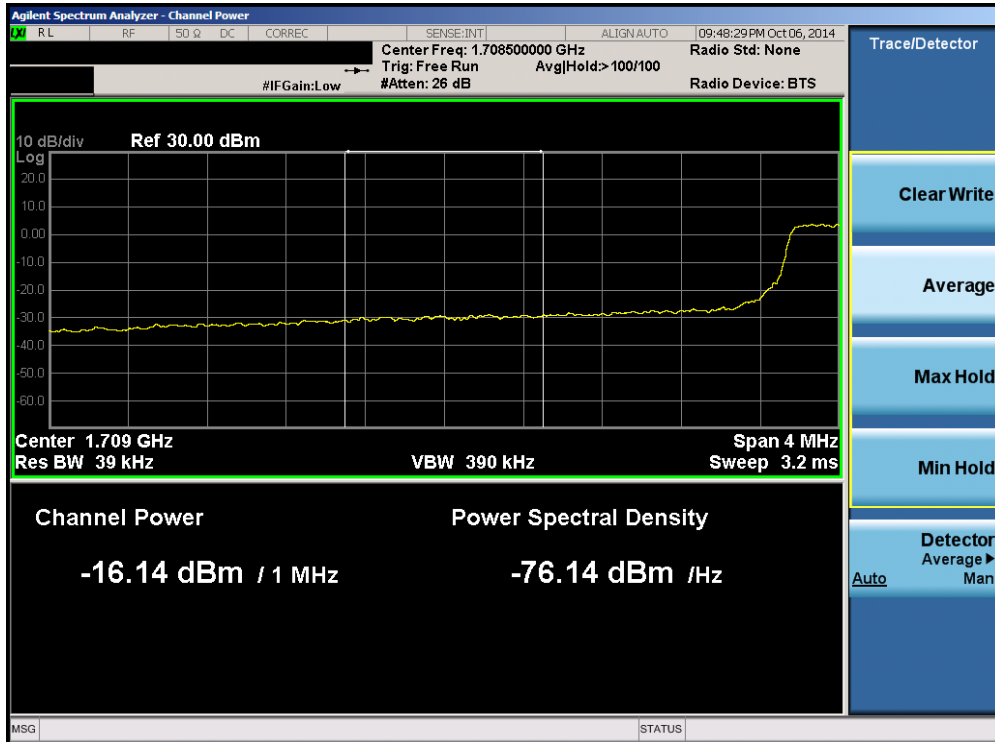 Agilent Spectrum Analyzer - Channel Power
LXI RL RF 50 Ω DC CORREC SENSE:INT ALIGN AUTO 09:48:29 PM Oct 06, 2014
Center Freq: 1.708500000 GHz Radio Std: None
Trig: Free Run Avg|Hold:> 100/100
#IFGain:Low #Atten: 26 dB Radio Device: BTS
10 dB/div Ref 30.00 dBm
Log
20.0
10.0
0.00
-10.0
-20.0
-30.0
-40.0
-50.0
-60.0
Center 1.709 GHz Span 4 MHz
Res BW 39 kHz VBW 390 kHz Sweep 3.2 ms
Channel Power Power Spectral Density
-16.14 dBm / 1 MHz -76.14 dBm /Hz
MSG STATUS
Trace/Detector
Clear Write
Average
Max Hold
Min Hold
Detector
Average▶
Auto Man